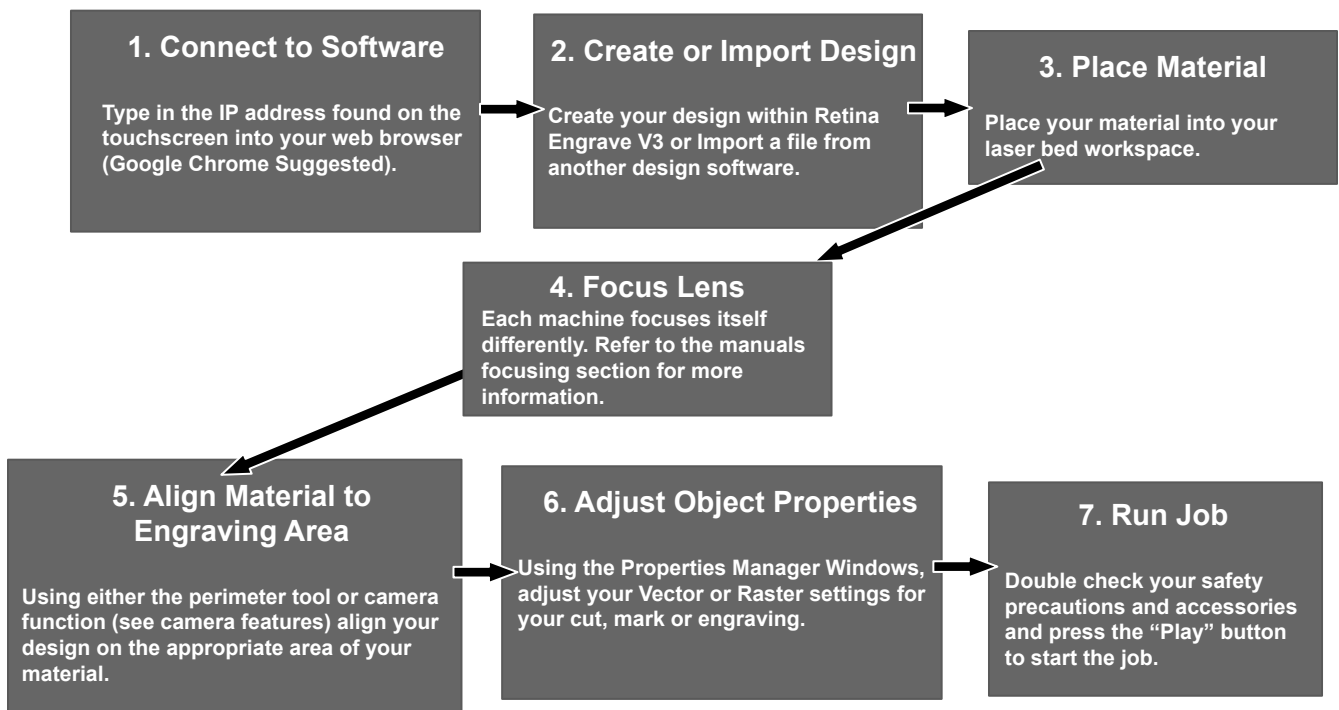 1. Connect to Software
Type in the IP address found on the
touchscreen into your web browser
(Google Chrome Suggested).
2. Create or Import Design
Create your design within Retina
Engrave V3 or Import a file from
another design software.
3. Place Material
Place your material into your
laser bed workspace.
4. Focus Lens
Each machine focuses itself
differently. Refer to the manuals
focusing section for more
information.
5. Align Material to
Engraving Area
Using either the perimeter tool or camera
function (see camera features) align your
design on the appropriate area of your
material.
6. Adjust Object Properties
Using the Properties Manager Windows,
adjust your Vector or Raster settings for
your cut, mark or engraving.
7. Run Job
Double check your safety
precautions and accessories
and press the “Play” button
to start the job.